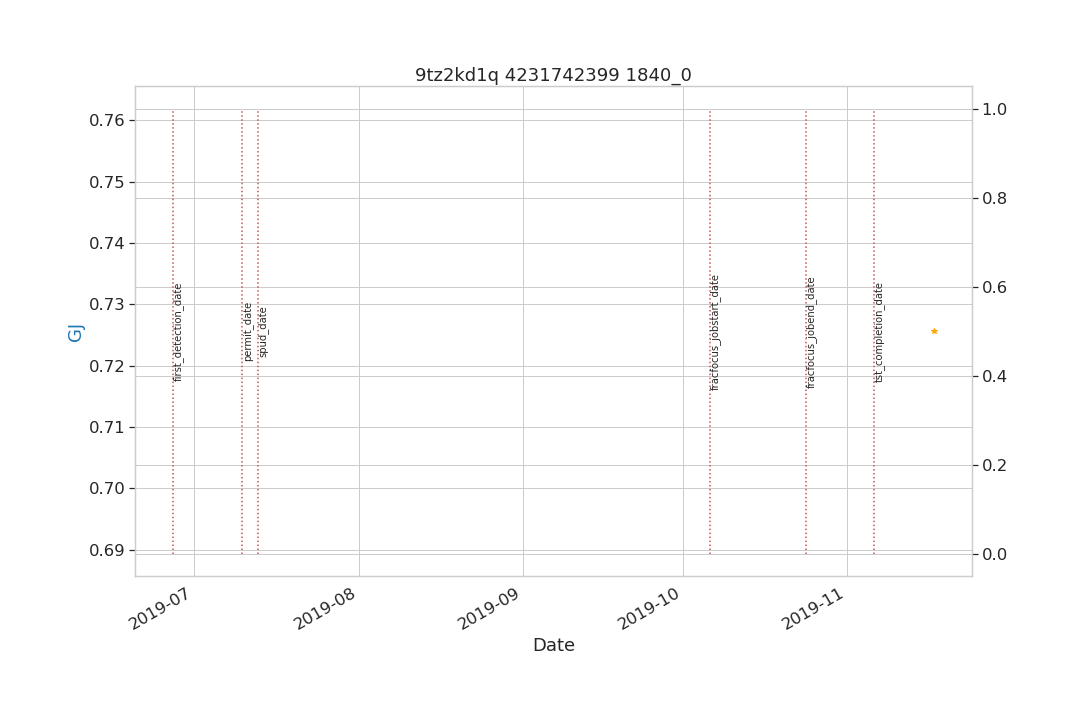 9tz2kd1q 4231742399 1840_0
0.76
0.75
0.74
0.73
0.72
0.71
0.70
0.69
GJ
1.0
0.8
0.6
0.4
0.2
0.0
first_detection_date
permit_date
spud_date
fracfocus_jobstart_date
fracfocus_jobend_date
tst_completion_date
2019-07
2019-08
2019-09
2019-10
2019-11
Date